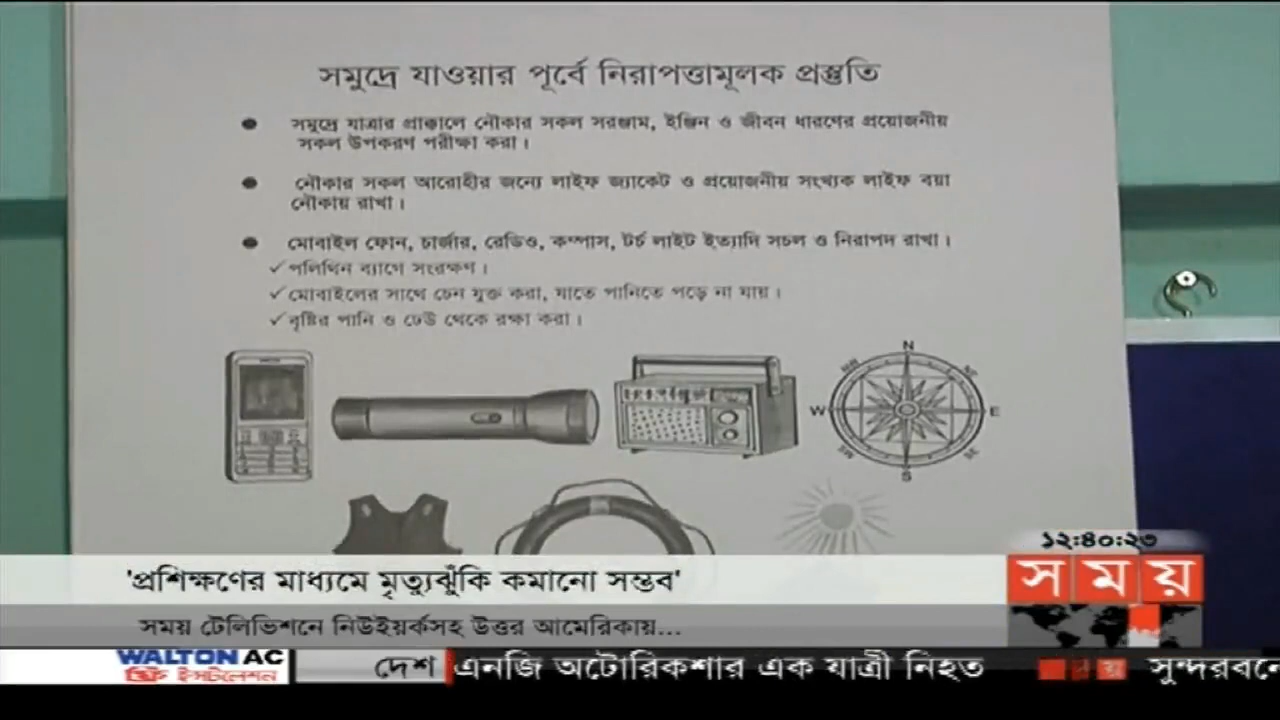 সমুদ্রে যাওয়ার পূর্বে নিরাপত্তামূলক প্রস্তুতি
● সমুদ্রে যাত্রার প্রাক্কালে নৌকার সকল সরঞ্জাম, ইঞ্জিন ও জীবন ধারণের প্রয়োজনীয়
সকল উপকরণ পরীক্ষা করা।
● নৌকার সকল আরোহীর জন্যে লাইফ জ্যাকেট ও প্রয়োজনীয় সংখ্যক লাইফ বয়া
নৌকায় রাখা।
● মোবাইল ফোন, চার্জার, রেডিও, কম্পাস, টর্চ লাইট ইত্যাদি সচল ও নিরাপদ রাখা।
✓পলিথিন ব্যাগে সংরক্ষণ।
✓মোবাইলের সাথে চেন যুক্ত করা, যাতে পানিতে পড়ে না যায়।
✓বৃষ্টির পানি ও ঢেউ থেকে রক্ষা করা।
N
W E
S
১২:৪০:২৩
সময়
'প্রশিক্ষণের মাধ্যমে মৃত্যুঝুঁকি কমানো সম্ভব'
সময় টেলিভিশনে নিউইয়র্কসহ উত্তর আমেরিকায়...
WALTON AC
ফ্রি ইন্সটলেশন
দেশ এনজি অটোরিকশার এক যাত্রী নিহত সুন্দরবনে